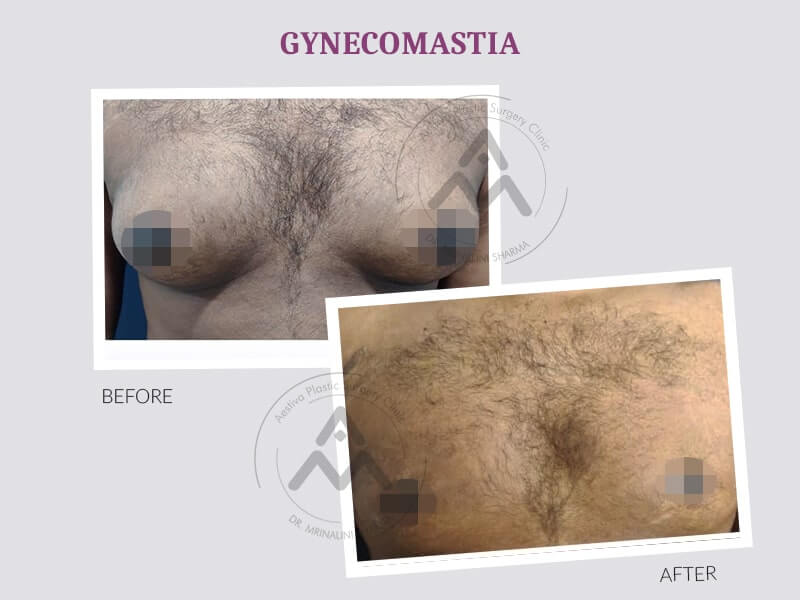 GYNECOMASTIA
Surgery Clinic
SHARMA
BEFORE
Aestiva Plastic Surgery Clinic
DR. MRINALINI
AFTER